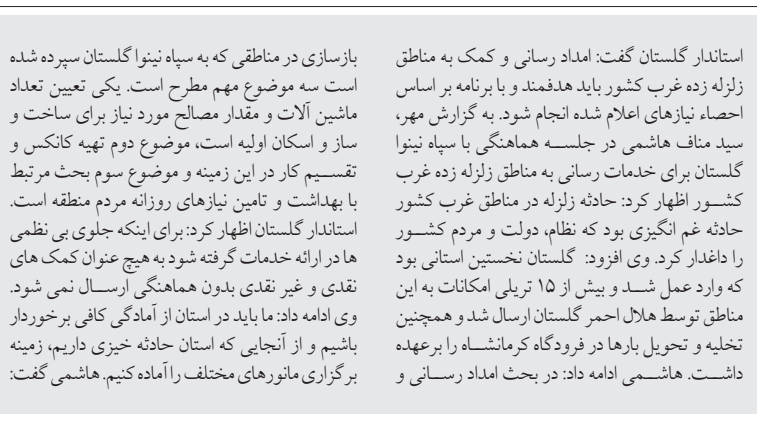 استاندار گلستان گفت: امداد رسانی و کمک به مناطق
زلزله زده غرب کشور باید هدفمند و با برنامه بر اساس
احصاء نیازهای اعلام شده انجام شود. به گزارش مهر،
سید مناف هاشمی در جلسه هماهنگی با سپاه نینوا
گلستان برای خدمات رسانی به مناطق زلزله زده غرب
کشور اظهار کرد: حادثه زلزله در مناطق غرب کشور
حادثه غم انگیزی بود که نظام، دولت و مردم کشور
را داغدار کرد. وی افزود: گلستان نخستین استانی بود
که وارد عمل شد و بیش از ۱۵ تریلی امکانات به این
مناطق توسط هلال احمر گلستان ارسال شد و همچنین
تخلیه و تحویل بارها در فرودگاه کرمانشاه را برعهده
داشت. هاشمی ادامه داد: در بحث امداد رسانی و
بازسازی در مناطقی که به سپاه نینوا گلستان سپرده شده
است سه موضوع مهم مطرح است. یکی تعیین تعداد
ماشین آلات و مقدار مصالح مورد نیاز برای ساخت و
ساز و اسکان اولیه است، موضوع دوم تهیه کانکس و
تقسیم کار در این زمینه و موضوع سوم بحث مرتبط
با بهداشت و تامین نیازهای روزانه مردم منطقه است.
استاندار گلستان اظهار کرد: برای اینکه جلوی بی نظمی
ها در ارائه خدمات گرفته شود به هیچ عنوان کمک های
نقدی و غیر نقدی بدون هماهنگی ارسال نمی شود.
وی ادامه داد: ما باید در استان از آمادگی کافی برخوردار
باشیم و از آنجایی که استان حادثه خیزی داریم، زمینه
برگزاری مانورهای مختلف را آماده کنیم. هاشمی گفت: